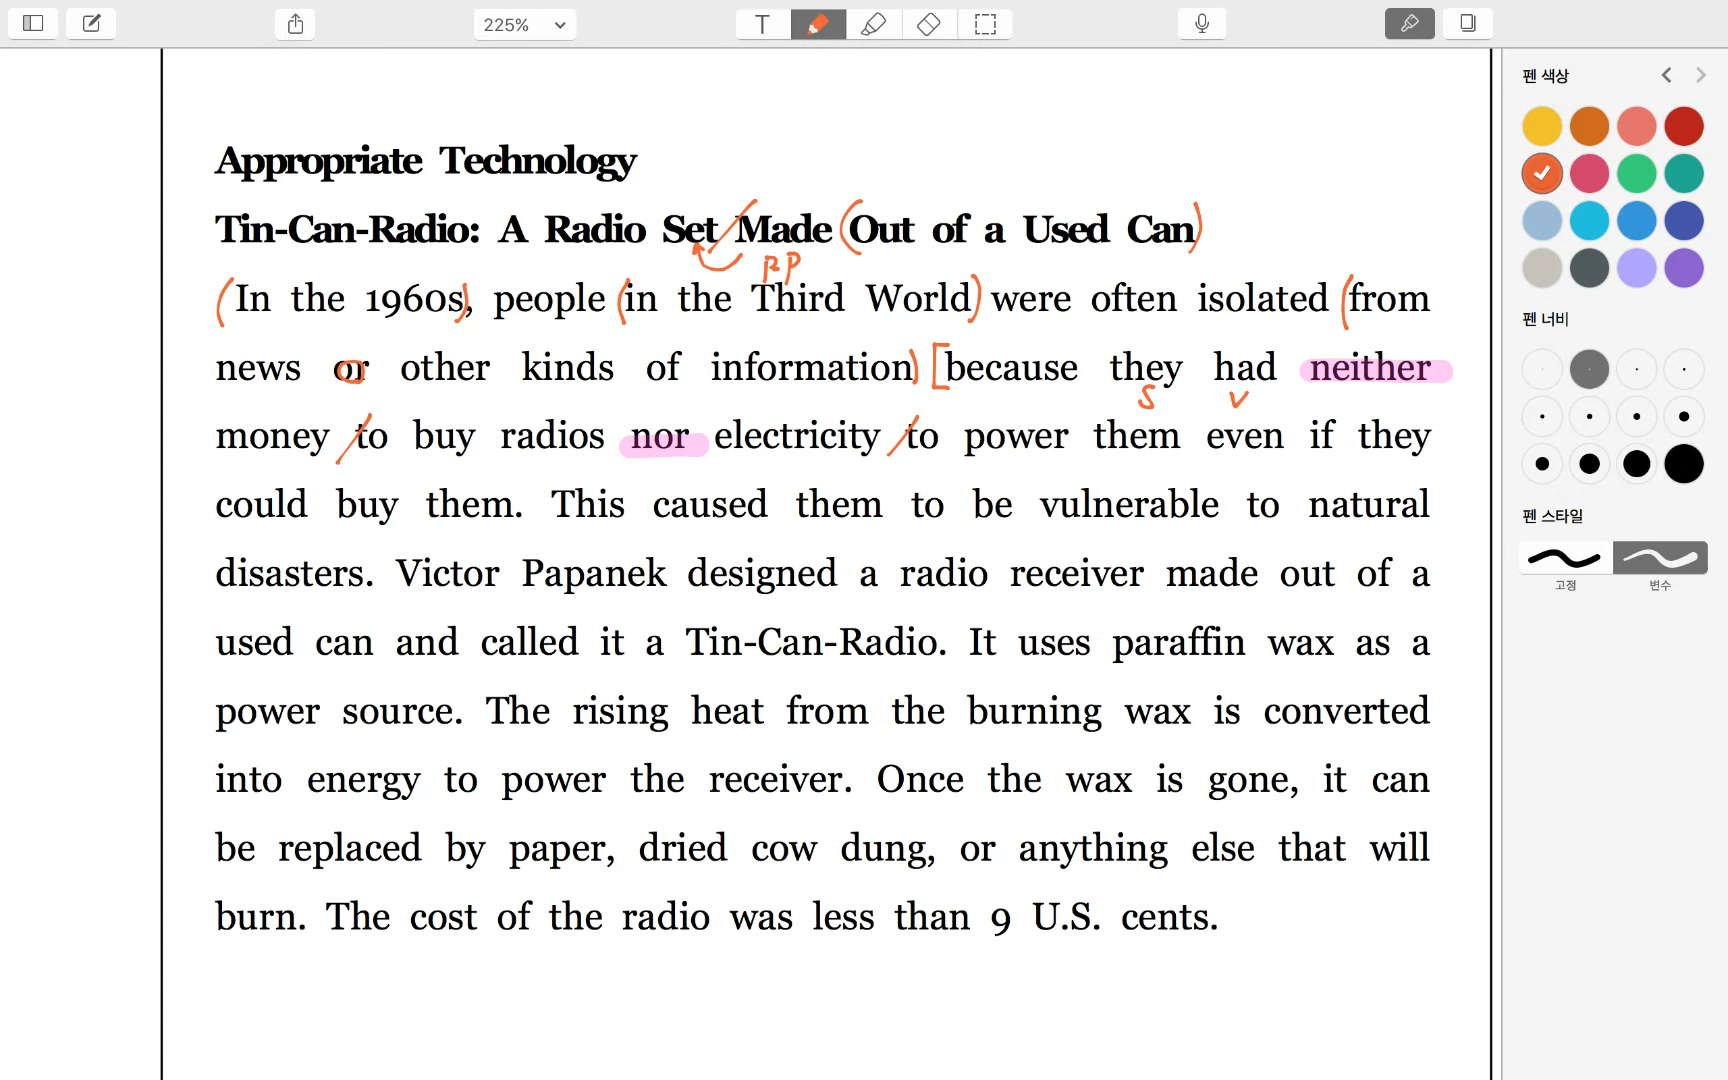 225%
T
펜 색상
Appropriate Technology
Tin-Can-Radio: A Radio Set Made Out of a Used Can
PP
In the 1960s, people in the Third World were often isolated from
news or other kinds of information because they had neither
S V
money to buy radios nor electricity to power them even if they
could buy them. This caused them to be vulnerable to natural
disasters. Victor Papanek designed a radio receiver made out of a
used can and called it a Tin-Can-Radio. It uses paraffin wax as a
power source. The rising heat from the burning wax is converted
into energy to power the receiver. Once the wax is gone, it can
be replaced by paper, dried cow dung, or anything else that will
burn. The cost of the radio was less than 9 U.S. cents.
펜 너비
펜 스타일
고정
변수